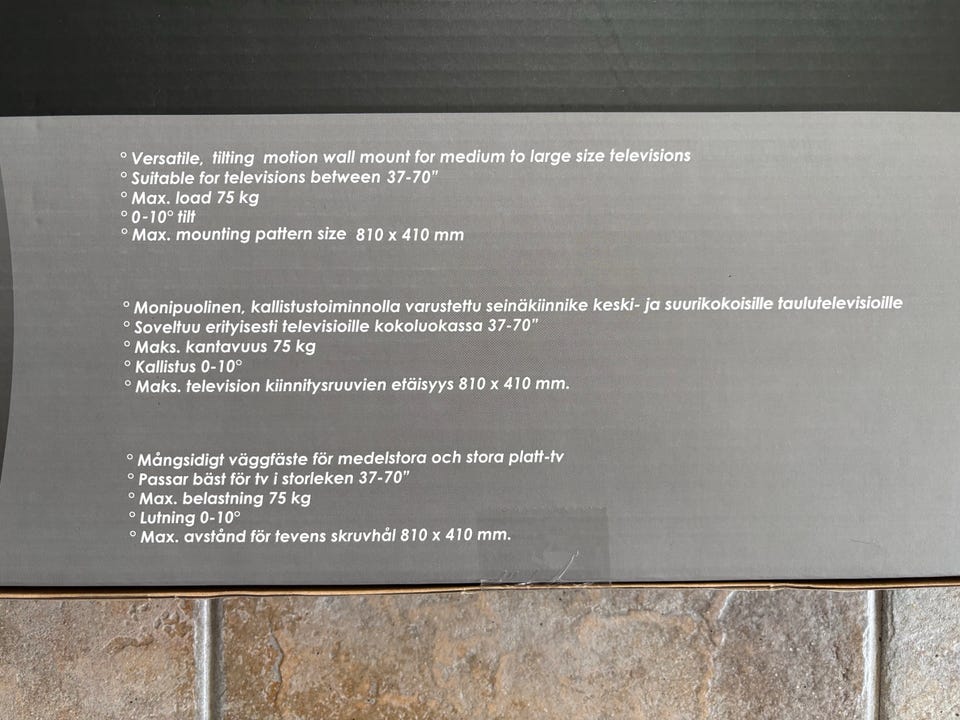 ° Versatile, tilting motion wall mount for medium to large size televisions
° Suitable for televisions between 37-70"
° Max. load 75 kg
° 0-10° tilt
° Max. mounting pattern size 810 x 410 mm
° Monipuolinen, kallistustoiminnolla varustettu seinäkiinnike keski- ja suurikokoisille taulutelevisioille
° Soveltuu erityisesti televisioille kokoluokassa 37-70"
° Maks. kantavuus 75 kg
° Kallistus 0-10°
° Maks. television kiinnitysruuvien etäisyys 810 x 410 mm.
° Mångsidigt väggfäste för medelstora och stora platt-tv
° Passar bäst för tv i storleken 37-70"
° Max. belastning 75 kg
° Lutning 0-10°
° Max. avstånd för tevens skruvhål 810 x 410 mm.